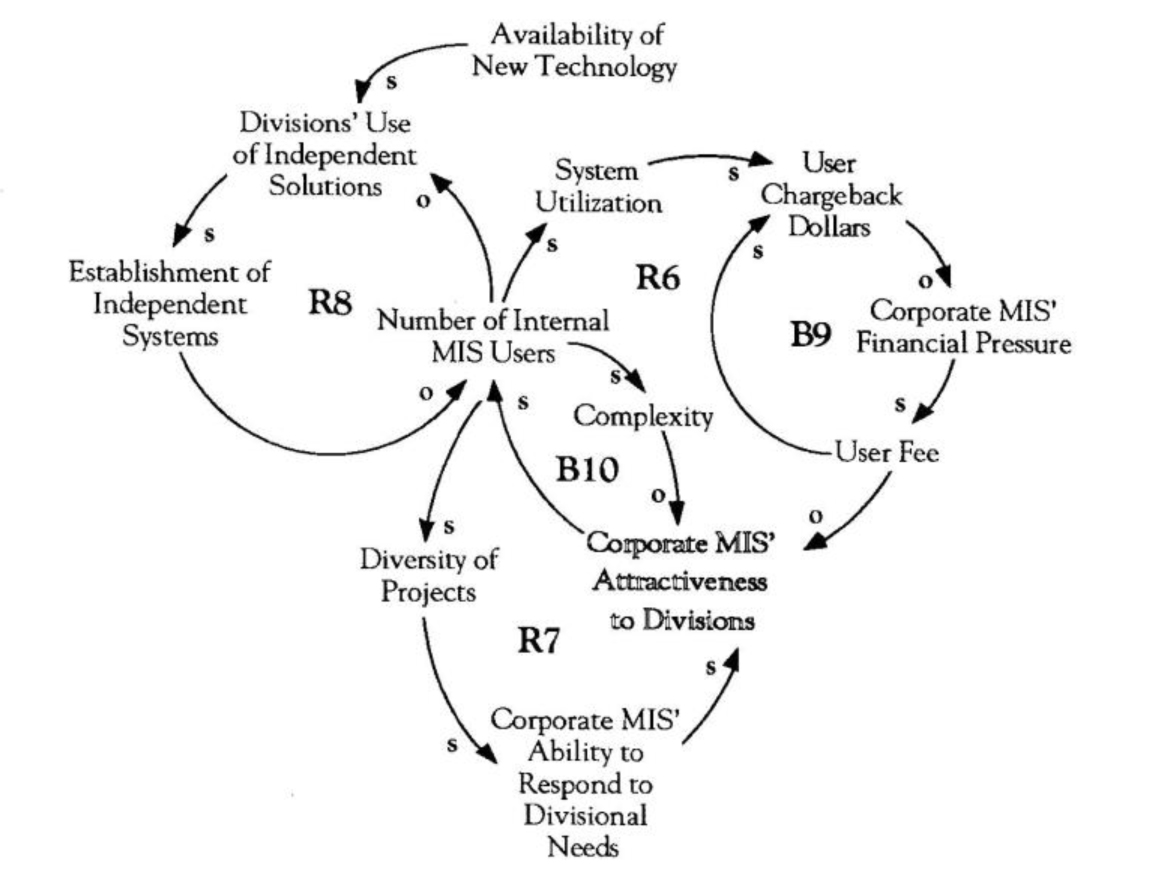 Availability of
New Technology
s
Divisions' Use
of Independent
Solutions
o
s
Establishment of
Independent
Systems
R8
o
System
Utilization
s
s
User
Chargeback
Dollars
s
R6
o
Corporate MIS'
Financial Pressure
B9
s
User Fee
o
Number of Internal
MIS Users
s
Complexity
s
B10
o
Corporate MIS'
Attractiveness
to Divisions
s
Diversity of
Projects
R7
s
s
Corporate MIS'
Ability to
Respond to
Divisional
Needs